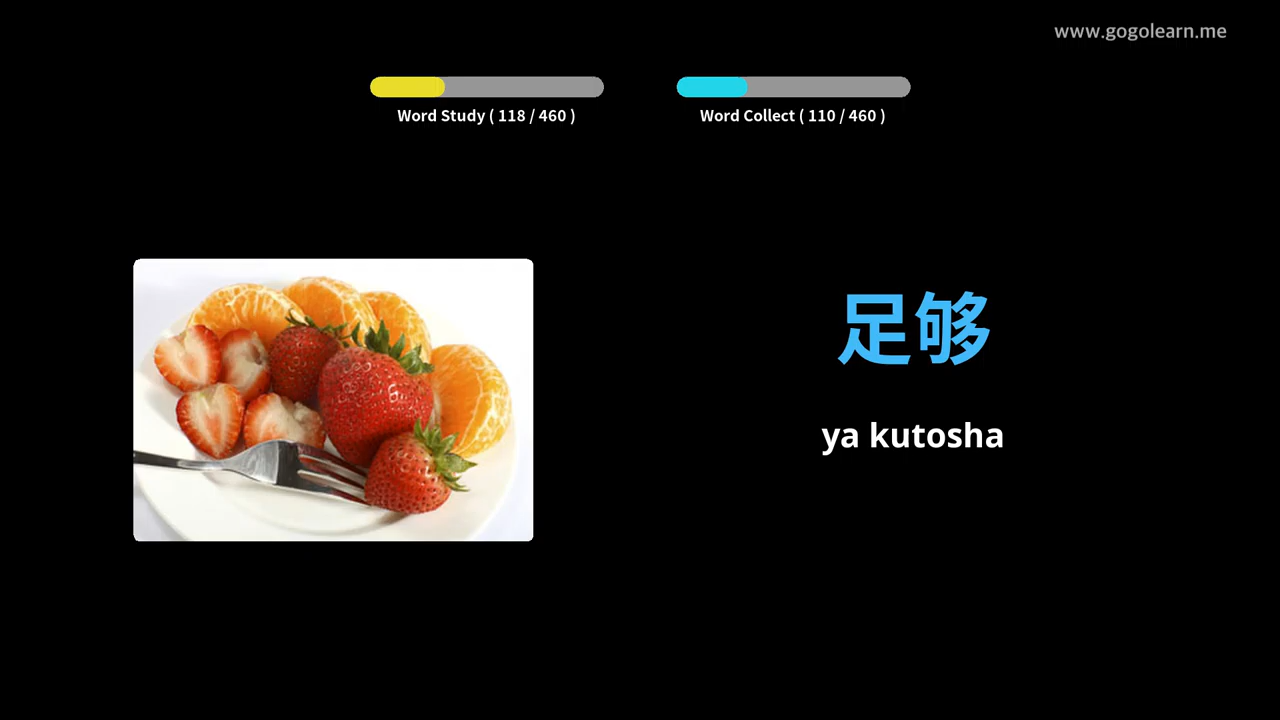 www.gogolearn.me
Word Study ( 118 / 460 )
Word Collect ( 110 / 460 )
足够
ya kutosha